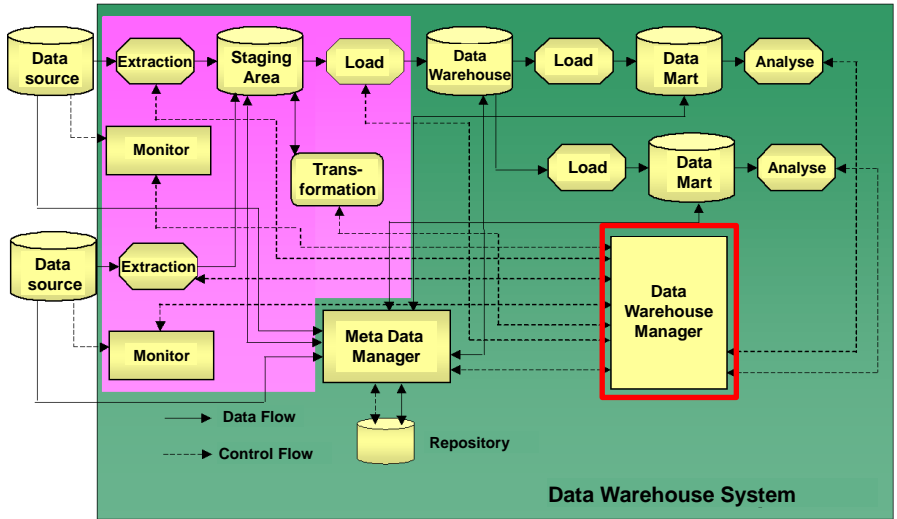 Data
source
Extraction
Staging
Area
Load
Data
Warehouse
Load
Data
Mart
Analyse
Monitor
Trans-
formation
Load
Data
Mart
Analyse
Data
source
Extraction
Data
Warehouse
Manager
Monitor
Meta Data
Manager
Data Flow
Control Flow
Repository
Data Warehouse System